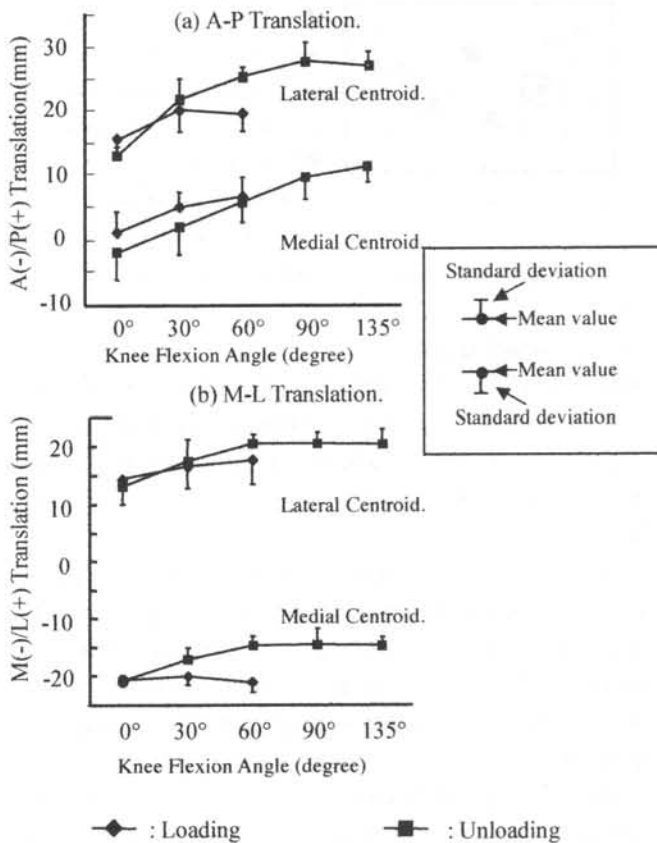 (a) A-P Translation.
A(-)/P(+) Translation(mm)
30
20
10
0
-10
Lateral Centroid.
Medial Centroid.
0° 30° 60° 90° 135°
Knee Flexion Angle (degree)
Standard deviation
Mean value
Mean value
Standard deviation
(b) M-L Translation.
M(-)/L(+) Translation (mm)
20
10
0
-10
-20
Lateral Centroid.
Medial Centroid.
0° 30° 60° 90° 135°
Knee Flexion Angle (degree)
: Loading : Unloading